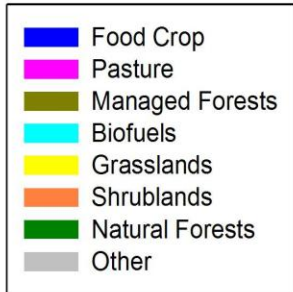 Food Crop
Pasture
Managed Forests
Biofuels
Grasslands
Shrublands
Natural Forests
Other